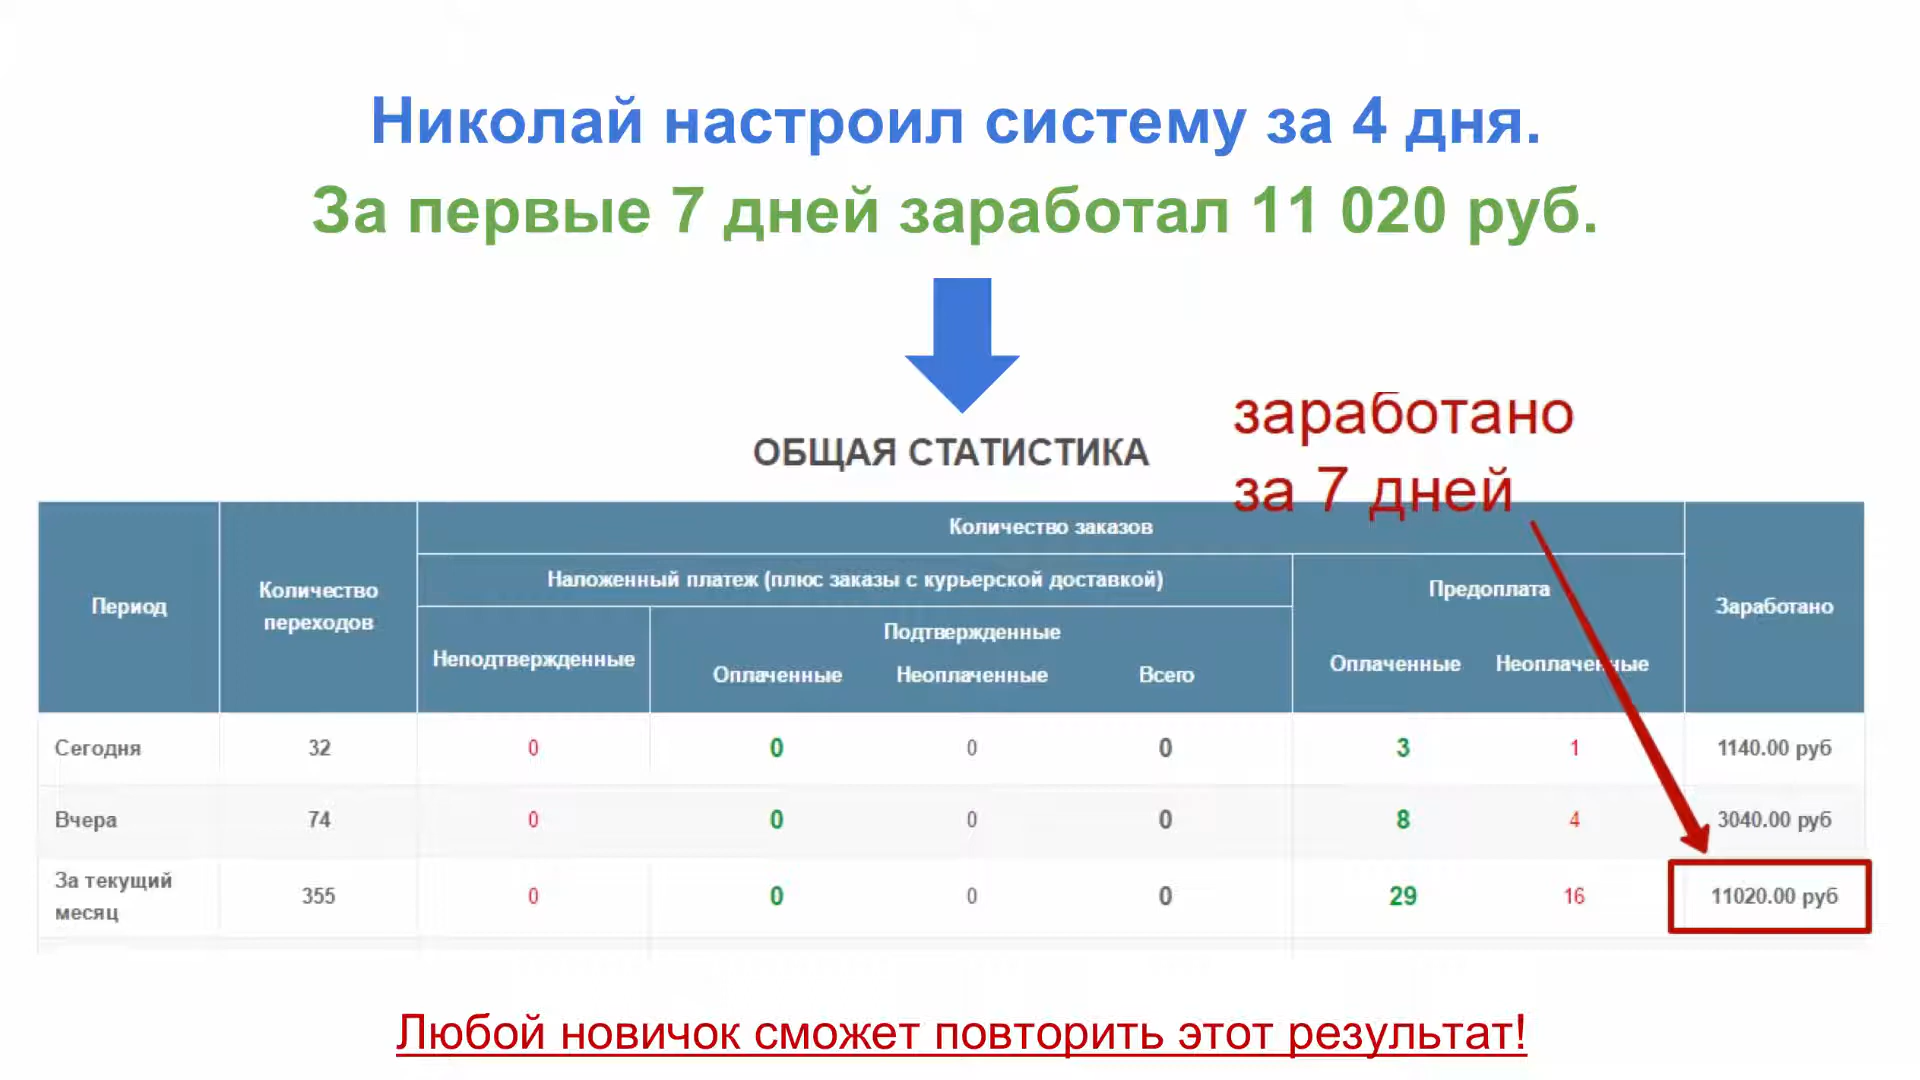 Николай настроил систему за 4 дня.
За первые 7 дней заработал 11 020 руб.
заработано
за 7 дней
ОБЩАЯ СТАТИСТИКА
Период
Количество переходов
Количество заказов
Наложенный платеж (плюс заказы с курьерской доставкой)
Предоплата
Заработано
Неподтвержденные
Подтвержденные
Оплаченные Неоплаченные Всего
Оплаченные Неоплаченные
Сегодня 32 0 0 0 0 3 1 1140.00 руб
Вчера 74 0 0 0 0 8 4 3040.00 руб
За текущий месяц 355 0 0 0 0 29 16 11020.00 руб
Любой новичок сможет повторить этот результат!